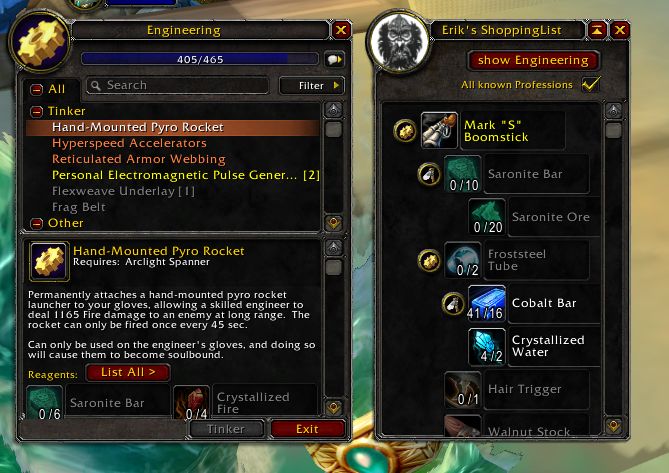 Engineering
405/465
All
Search
Filter
Tinker
Hand-Mounted Pyro Rocket
Hyperspeed Accelerators
Reticulated Armor Webbing
Personal Electromagnetic Pulse Gener... [2]
Flexweave Underlay [1]
Frag Belt
Other
Hand-Mounted Pyro Rocket
Requires: Arclight Spanner
Permanently attaches a hand-mounted pyro rocket
launcher to your gloves, allowing a skilled engineer to
deal 1165 Fire damage to an enemy at long range. The
rocket can only be fired once every 45 sec.
Can only be used on the engineer's gloves, and doing so
will cause them to become soulbound.
Reagents: List All >
0/6 Saronite Bar
0/4 Crystallized
Fire
Tinker
Exit
Erik's ShoppingList
show Engineering
All known Professions
Mark "S"
Boomstick
0/10 Saronite Bar
0/20 Saronite Ore
0/2 Froststeel
Tube
41/16 Cobalt Bar
4/2 Crystallized
Water
0/1 Hair Trigger
Walnut Stock